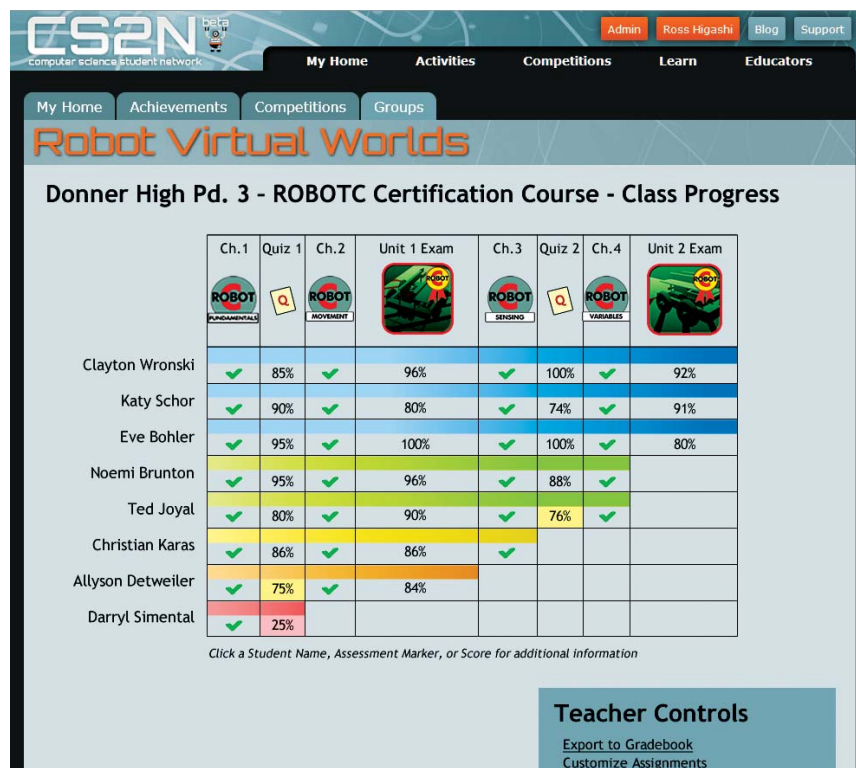 CS2N beta
computer science student network
Admin Ross Higashi Blog Support
My Home Activities Competitions Learn Educators
My Home Achievements Competitions Groups
Robot Virtual Worlds
Donner High Pd. 3 - ROBOTC Certification Course - Class Progress
Ch.1 Quiz 1 Ch.2 Unit 1 Exam Ch.3 Quiz 2 Ch.4 Unit 2 Exam
ROBOT C FUNDAMENTALS Q ROBOT C MOVEMENT ROBOT C ROBOT C SENSING Q ROBOT C VARIABLES ROBOT C
Clayton Wronski 85% 96% 100% 92%
Katy Schor 90% 80% 74% 91%
Eve Bohler 95% 100% 100% 80%
Noemi Brunton 95% 96% 88%
Ted Joyal 80% 90% 76%
Christian Karas 86% 86%
Allyson Detweiler 75% 84%
Darryl Simental 25%
Click a Student Name, Assessment Marker, or Score for additional information
Teacher Controls
Export to Gradebook
Customize Assignments